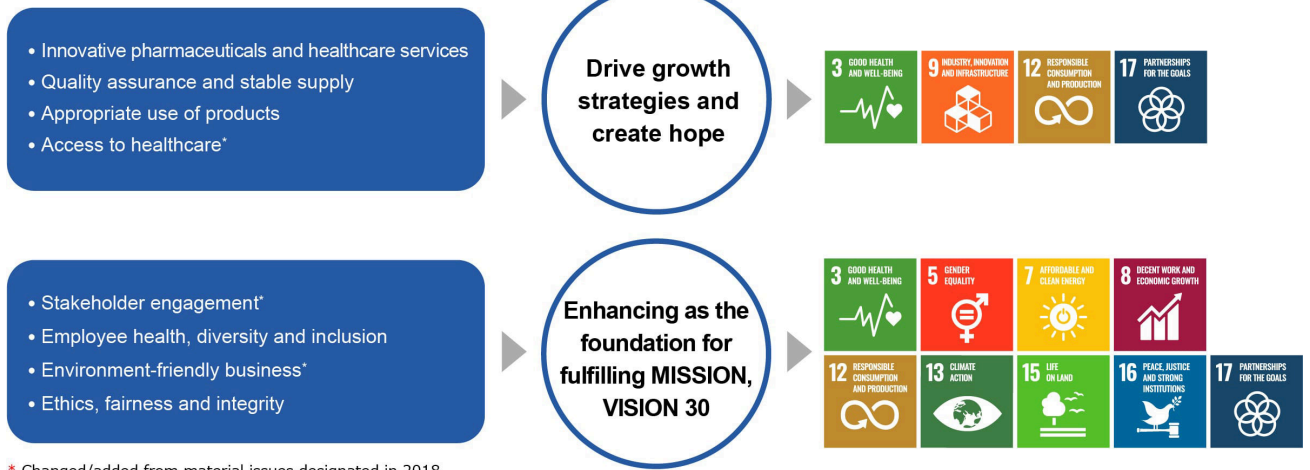 • Innovative pharmaceuticals and healthcare services
• Quality assurance and stable supply
• Appropriate use of products
• Access to healthcare*
Drive growth
strategies and
create hope
3 GOOD HEALTH
AND WELL-BEING
9 INDUSTRY, INNOVATION
AND INFRASTRUCTURE
12 RESPONSIBLE
CONSUMPTION
AND PRODUCTION
17 PARTNERSHIPS
FOR THE GOALS
• Stakeholder engagement*
• Employee health, diversity and inclusion
• Environment-friendly business*
• Ethics, fairness and integrity
Enhancing as the
foundation for
fulfilling MISSION,
VISION 30
3 GOOD HEALTH
AND WELL-BEING
5 GENDER
EQUALITY
7 AFFORDABLE AND
CLEAN ENERGY
8 DECENT WORK AND
ECONOMIC GROWTH
12 RESPONSIBLE
CONSUMPTION
AND PRODUCTION
13 CLIMATE
ACTION
15 LIFE
ON LAND
16 PEACE, JUSTICE
AND STRONG
INSTITUTIONS
17 PARTNERSHIPS
FOR THE GOALS
* Changed/added from material issues designated in 2018